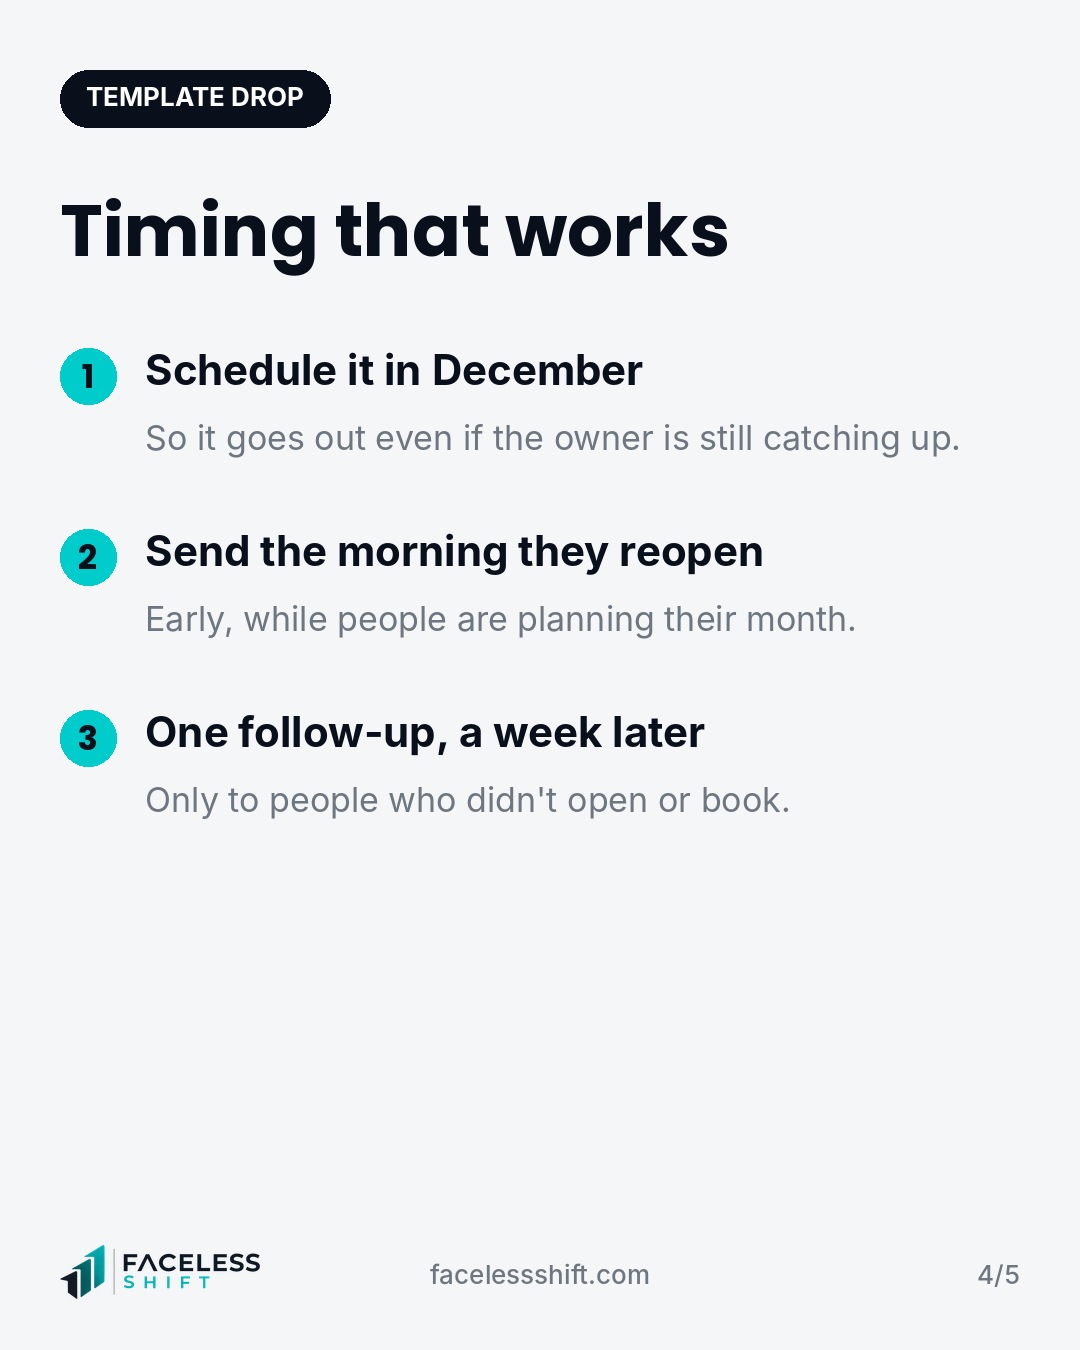 TEMPLATE DROP
Timing that works
1 Schedule it in December
So it goes out even if the owner is still catching up.
2 Send the morning they reopen
Early, while people are planning their month.
3 One follow-up, a week later
Only to people who didn't open or book.
FACELESS
SHIFT
facelessshift.com
4/5